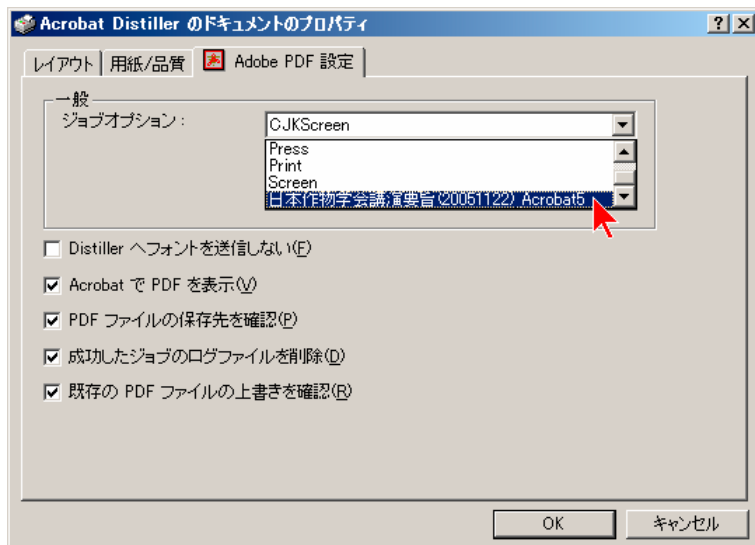 Acrobat Distiller のドキュメントのプロパティ
レイアウト 用紙/品質 Adobe PDF 設定
一般
ジョブオプション : CJKScreen
Press
Print
Screen
日本作物学会講演要旨(20051122) Acrobat5
Distiller へフォントを送信しない(F)
Acrobat で PDF を表示(V)
PDF ファイルの保存先を確認(P)
成功したジョブのログファイルを削除(D)
既存の PDF ファイルの上書きを確認(R)
OK キャンセル